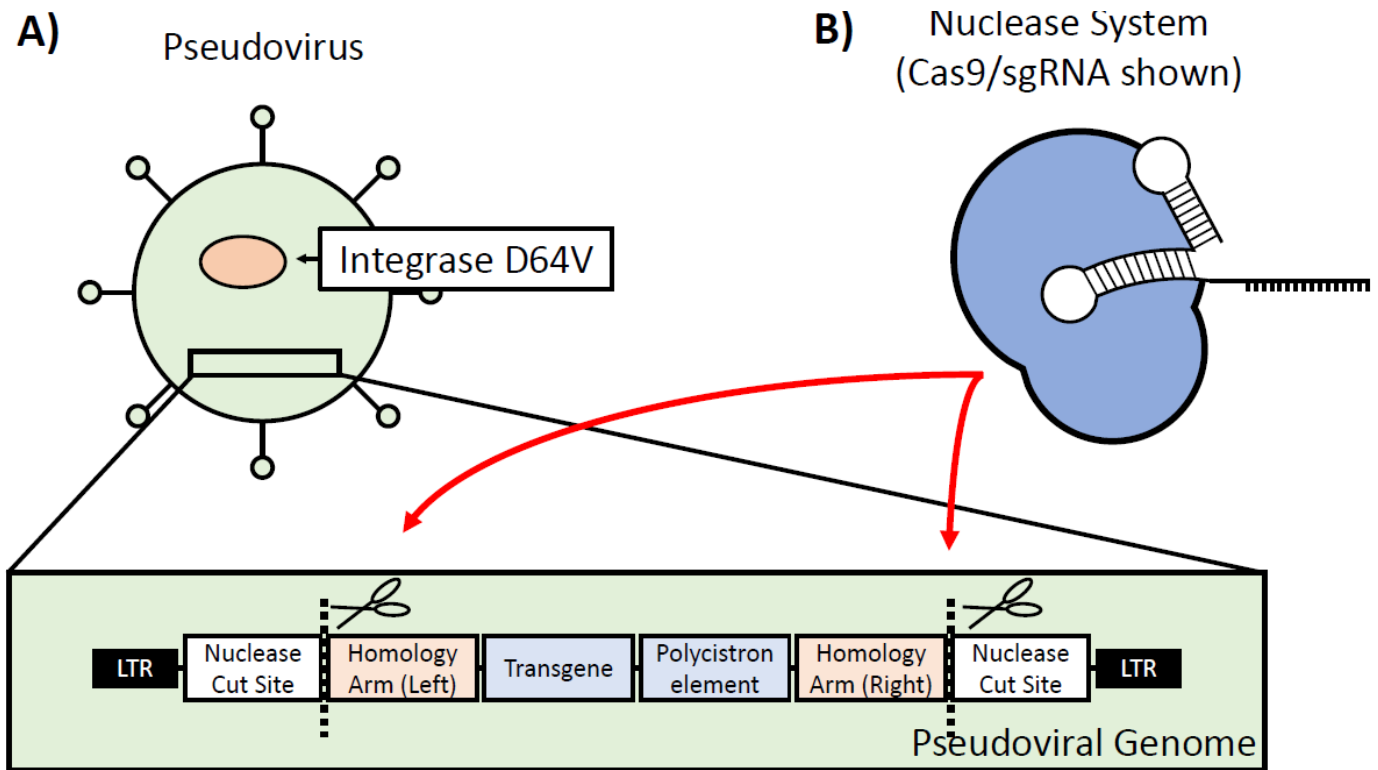 A)
Pseudovirus
B)
Nuclease System
(Cas9/sgRNA shown)
Integrase D64V
LTR
Nuclease
Cut Site
Homology
Arm (Left)
Transgene
Polycistron
element
Homology
Arm (Right)
Nuclease
Cut Site
LTR
Pseudoviral Genome